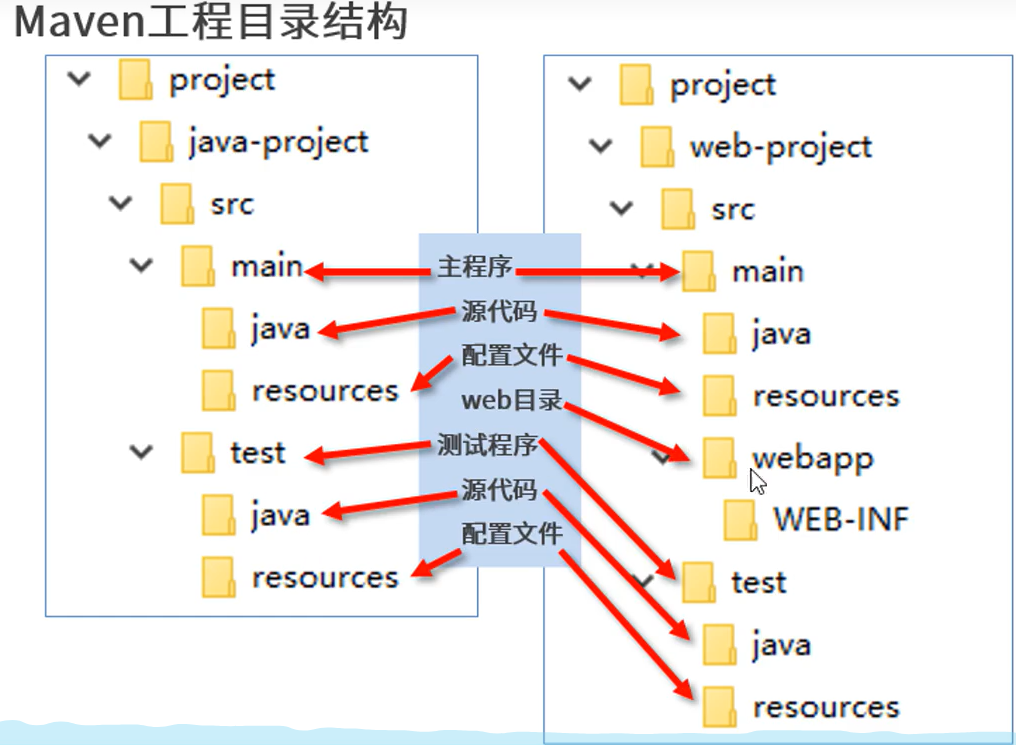 Maven工程目录结构
project
java-project
src
main
java
resources
test
java
resources
主程序
源代码
配置文件
web目录
测试程序
源代码
配置文件
project
web-project
src
main
java
resources
webapp
WEB-INF
test
java
resources